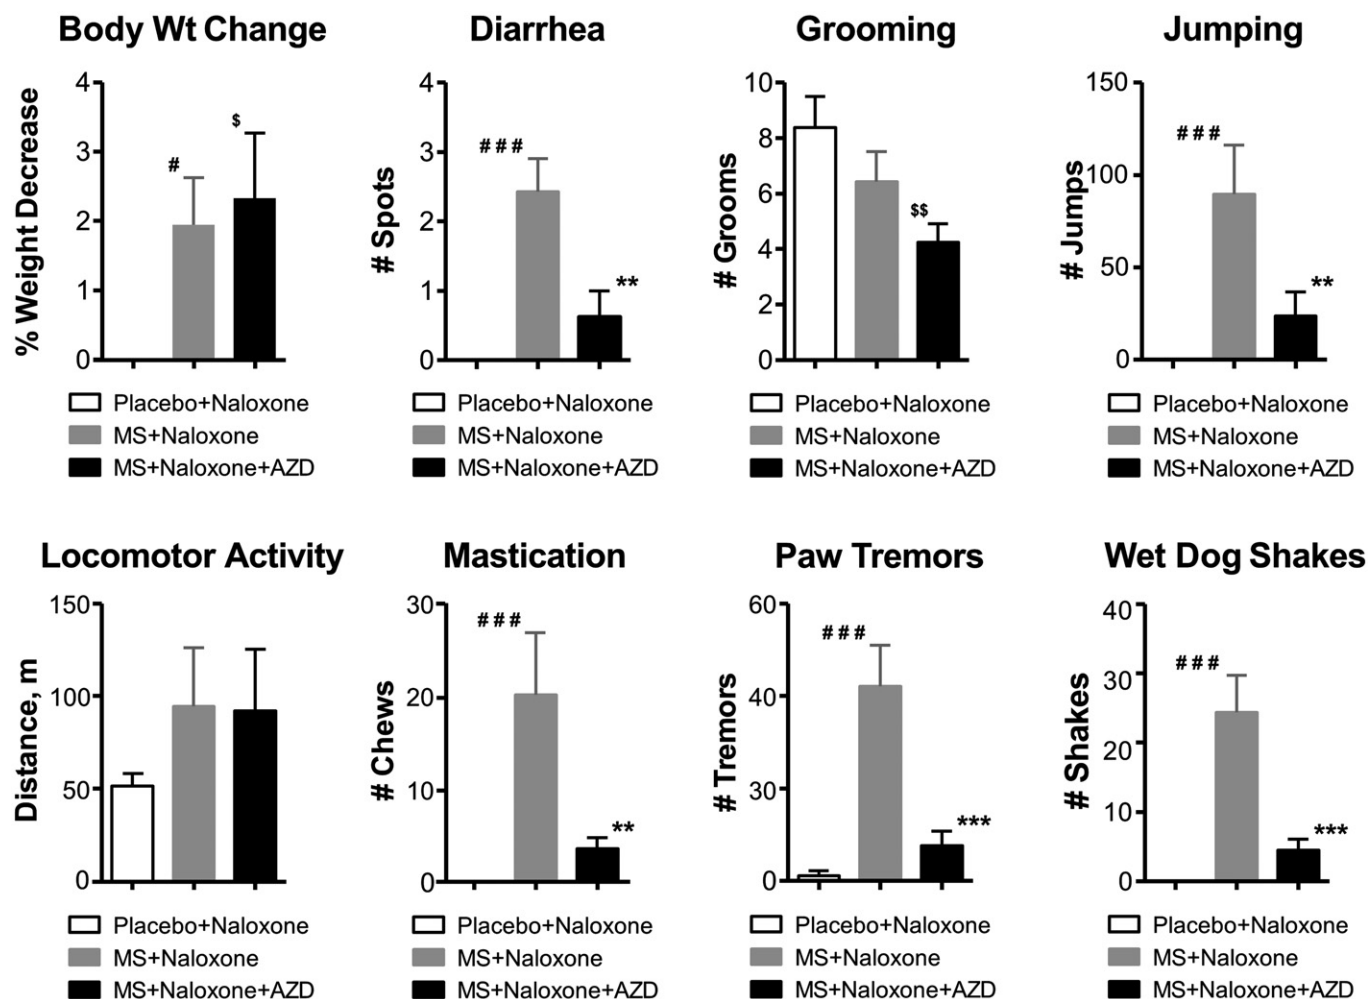 Body Wt Change
% Weight Decrease
4
3
2
1
0
#
$
Placebo+Naloxone
MS+Naloxone
MS+Naloxone+AZD
Diarrhea
# Spots
4
3
2
1
0
###
**
Placebo+Naloxone
MS+Naloxone
MS+Naloxone+AZD
Grooming
# Grooms
10
8
6
4
2
0
$$
Placebo+Naloxone
MS+Naloxone
MS+Naloxone+AZD
Jumping
# Jumps
150
100
50
0
###
**
Placebo+Naloxone
MS+Naloxone
MS+Naloxone+AZD
Locomotor Activity
Distance, m
150
100
50
0
Placebo+Naloxone
MS+Naloxone
MS+Naloxone+AZD
Mastication
# Chews
30
20
10
0
###
**
Placebo+Naloxone
MS+Naloxone
MS+Naloxone+AZD
Paw Tremors
# Tremors
60
40
30
0
###
***
Placebo+Naloxone
MS+Naloxone
MS+Naloxone+AZD
Wet Dog Shakes
# Shakes
40
30
20
10
0
###
***
Placebo+Naloxone
MS+Naloxone
MS+Naloxone+AZD